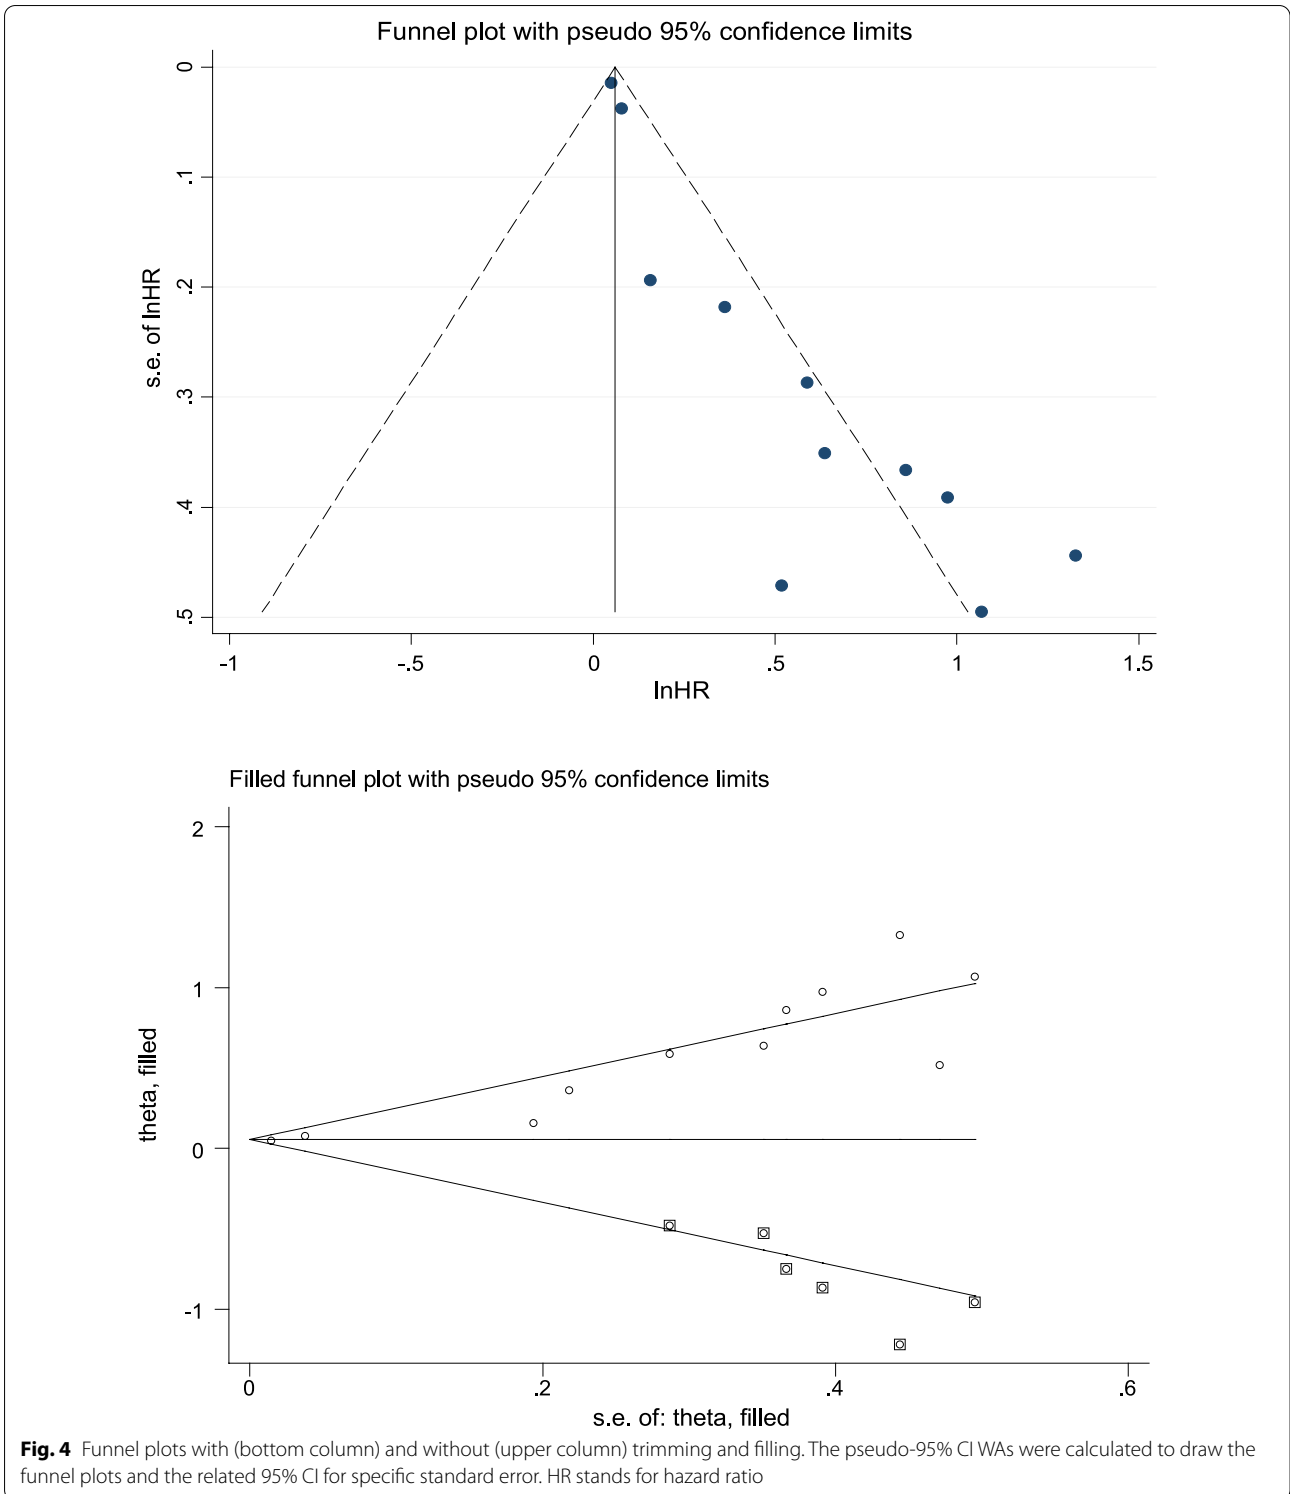 Funnel plot with pseudo 95% confidence limits
0
.1
.2
.3
.4
.5
s.e. of lnHR
-1
-.5
0
.5
1
1.5
lnHR
Filled funnel plot with pseudo 95% confidence limits
2
1
0
-1
theta, filled
0
.2
.4
.6
s.e. of: theta, filled
Fig. 4 Funnel plots with (bottom column) and without (upper column) trimming and filling. The pseudo-95% CI WAs were calculated to draw the
funnel plots and the related 95% CI for specific standard error. HR stands for hazard ratio